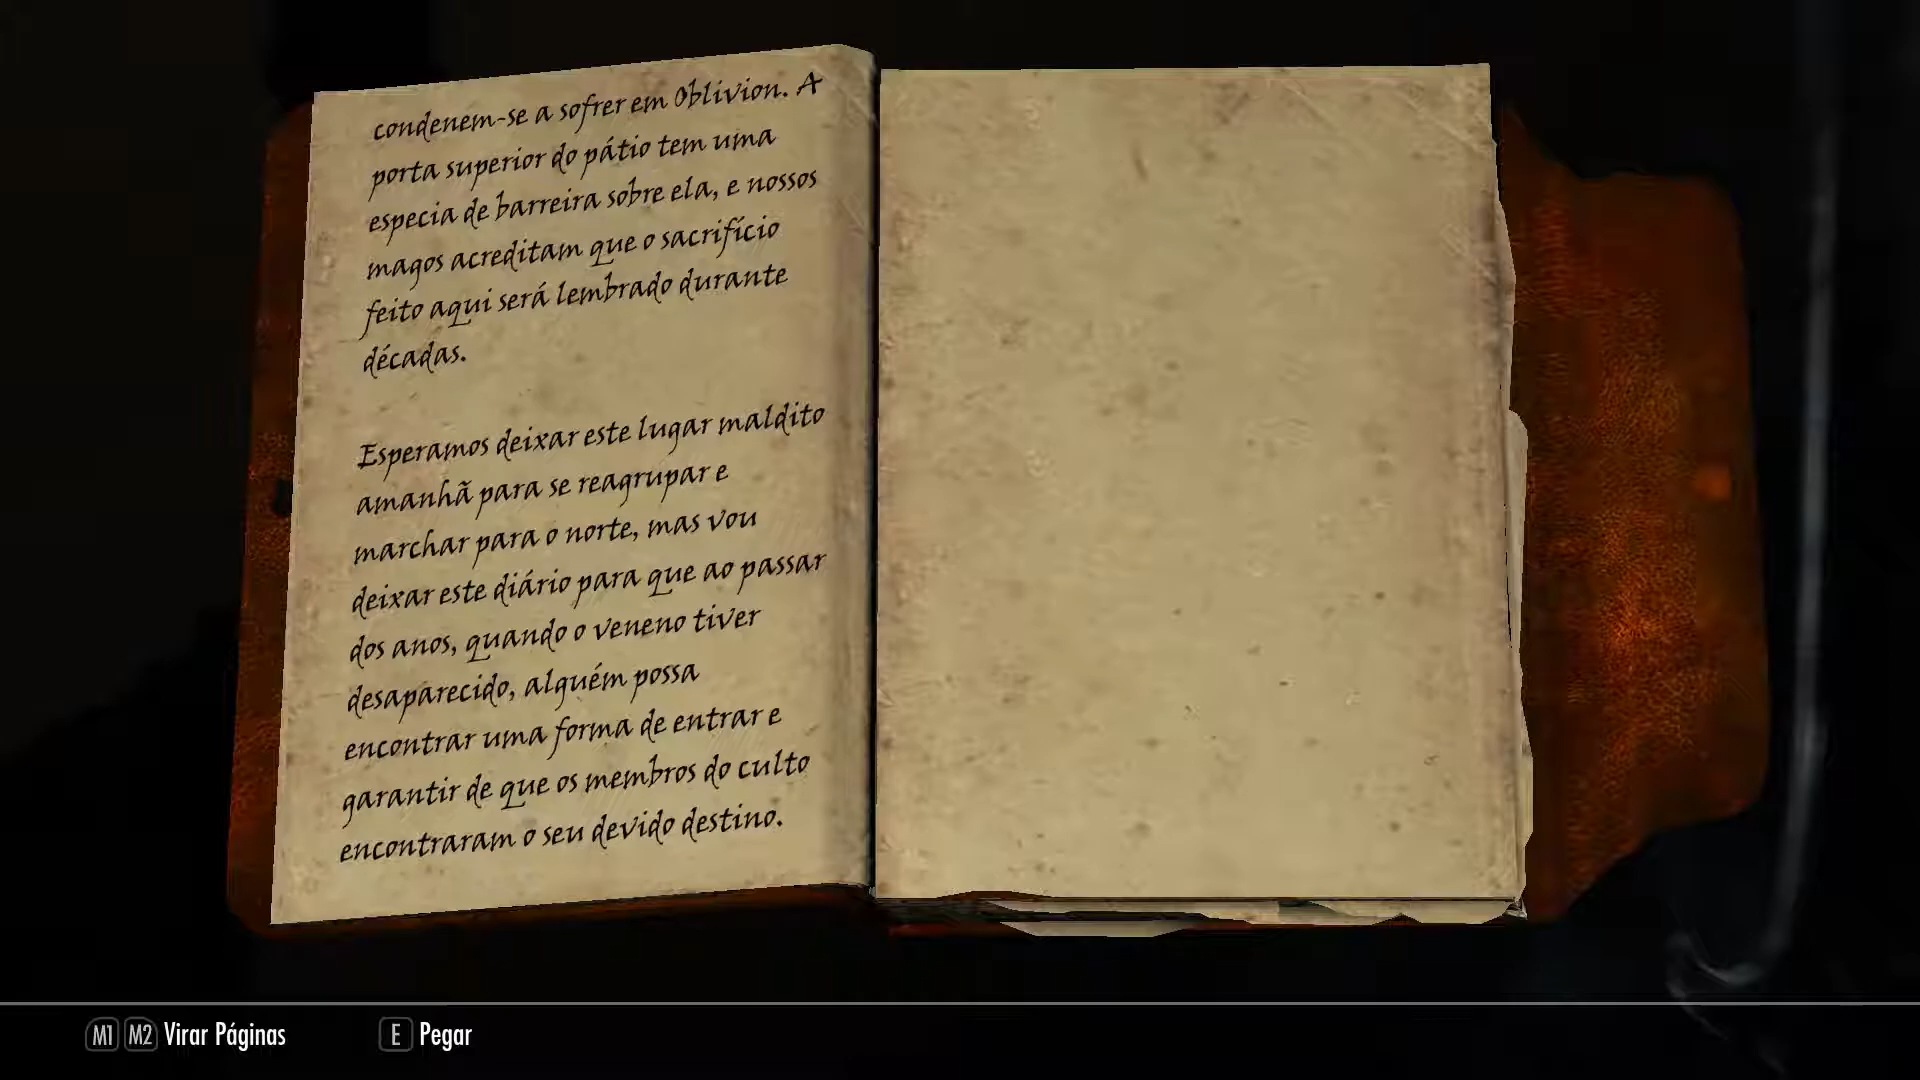 condenem-se a sofrer em Oblivion. A
porta superior do pátio tem uma
especia de barreira sobre ela, e nossos
magos acreditam que o sacrifício
feito aqui será lembrado durante
décadas.
Esperamos deixar este lugar maldito
amanhã para se reagrupar e
marchar para o norte, mas vou
deixar este diário para que ao passar
dos anos, quando o veneno tiver
desaparecido, alguém possa
encontrar uma forma de entrar e
garantir de que os membros do culto
encontraram o seu devido destino.
M1 M2 Virar Páginas E Pegar